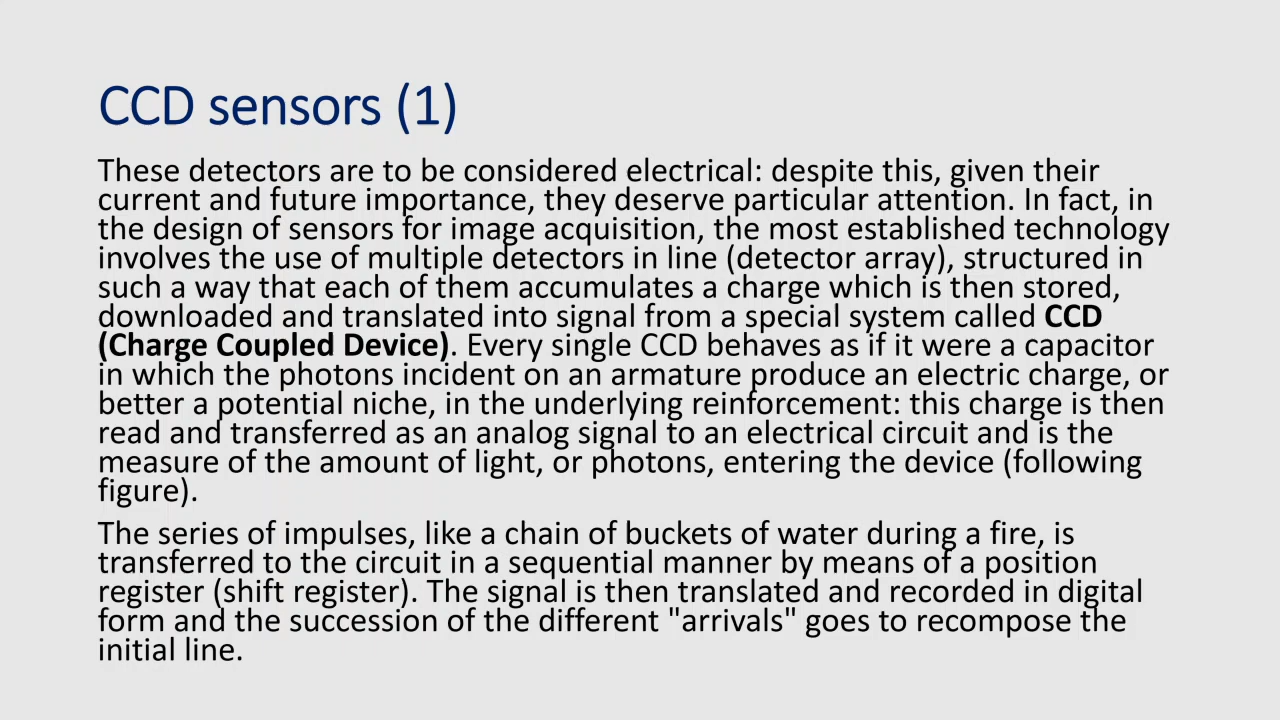 CCD sensors (1)
These detectors are to be considered electrical: despite this, given their
current and future importance, they deserve particular attention. In fact, in
the design of sensors for image acquisition, the most established technology
involves the use of multiple detectors in line (detector array), structured in
such a way that each of them accumulates a charge which is then stored,
downloaded and translated into signal from a special system called CCD
(Charge Coupled Device). Every single CCD behaves as if it were a capacitor
in which the photons incident on an armature produce an electric charge, or
better a potential niche, in the underlying reinforcement: this charge is then
read and transferred as an analog signal to an electrical circuit and is the
measure of the amount of light, or photons, entering the device (following
figure).
The series of impulses, like a chain of buckets of water during a fire, is
transferred to the circuit in a sequential manner by means of a position
register (shift register). The signal is then translated and recorded in digital
form and the succession of the different "arrivals" goes to recompose the
initial line.